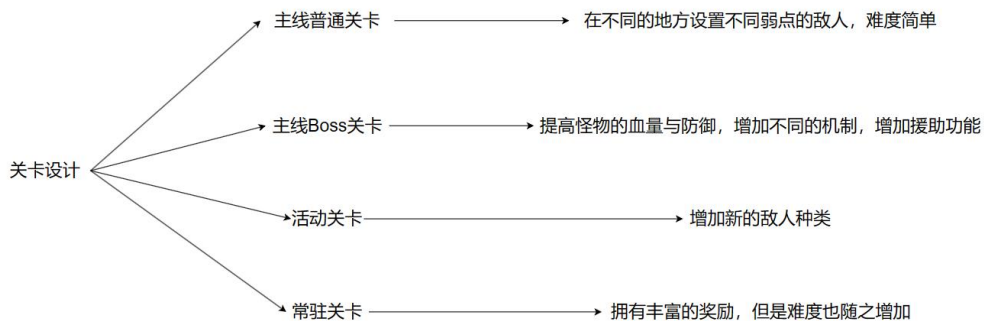 主线普通关卡
在不同的地方设置不同弱点的敌人，难度简单
主线Boss关卡
提高怪物的血量与防御，增加不同的机制，增加援助功能
关卡设计
活动关卡
增加新的敌人种类
常驻关卡
拥有丰富的奖励，但是难度也随之增加